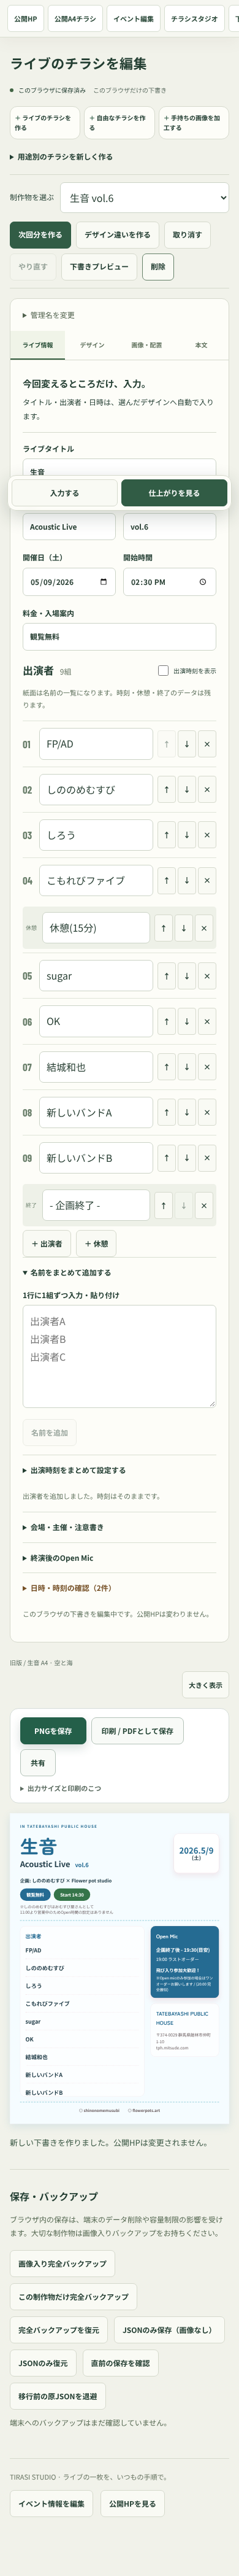 公開HP
公開A4チラシ
イベント編集
チラシスタジオ
ライブのチラシを編集
このブラウザに保存済み
公開HPではこのブラウザだけの下書き
＋ ライブのチラシを作る
＋ 自由なチラシを作る
＋ 手持ちの画像を加工する
▶ 用途別のチラシを新しく作る
制作物を選ぶ
生音 vol.6
次回分を作る
デザイン違いを作る
取り消す
やり直す
下書きプレビュー
削除
▶ 管理名を変更
ライブ情報
デザイン
画像・配置
本文
今回変えるところだけ、入力。
タイトル・出演者・日時は、選んだデザインへ自動で入ります。
ライブタイトル
生音
入力する
仕上がりを見る
Acoustic Live
vol.6
開催日（土）
開始時間
05/09/2026
02:30 PM
料金・入場案内
観覧無料
出演者
9組
出演時刻を表示
紙面は名前の一覧になります。時刻・休憩・終了のデータは残ります。
01
FP/AD
↑
↓
×
02
しののめむすび
↑
↓
×
03
しろう
↑
↓
×
04
こもれびファイブ
↑
↓
×
休憩
休憩(15分)
↑
↓
×
05
sugar
↑
↓
×
06
OK
↑
↓
×
07
結城和也
↑
↓
×
08
新しいバンドA
↑
↓
×
09
新しいバンドB
↑
↓
×
終了
- 企画終了 -
↑
↓
×
＋ 出演者
＋ 休憩
▼ 名前をまとめて追加する
1行に1組ずつ入力・貼り付け
出演者A
出演者B
出演者C
名前を追加
▶ 出演時刻をまとめて設定する
出演者を追加しました。時刻はそのままです。
▶ 会場・主催・注意書き
▶ 終演後のOpen Mic
▶ 日時・時刻の確認（2件）
このブラウザの下書きを編集中です。公開HPは変わりません。
旧版 / 生音 A4 · 空と海
大きく表示
PNGを保存
印刷 / PDFとして保存
共有
▶ 出力サイズと印刷のこつ
IN TATEBAYASHI PUBLIC HOUSE
生音
Acoustic Live
vol.6
2026.5/9
(土)
企画: しののめむすび × Flower pot studio
観覧無料
Start 14:30
出演者
FP/AD
しののめむすび
しろう
こもれびファイブ
sugar
OK
結城和也
新しいバンドA
新しいバンドB
Open Mic
企画終了後 - 19:30(目安)
19:00 ラストオーダー
飛び入り参加大歓迎！
TATEBAYASHI PUBLIC HOUSE
新しい下書きを作りました。公開HPは変更されません。
保存・バックアップ
ブラウザ内の保存は、端末のデータ削除や容量制限の影響を受けます。大切な制作物は画像入りバックアップをお持ちください。
画像入り完全バックアップ
この制作物だけ完全バックアップ
完全バックアップを復元
JSONのみ保存（画像なし）
JSONのみ復元
直前の保存を確認
移行前の原JSONを退避
端末へのバックアップはまだ確認していません。
TIRASI STUDIO · ライブの一枚を、いつもの手順で。
イベント情報を編集
公開HPを見る